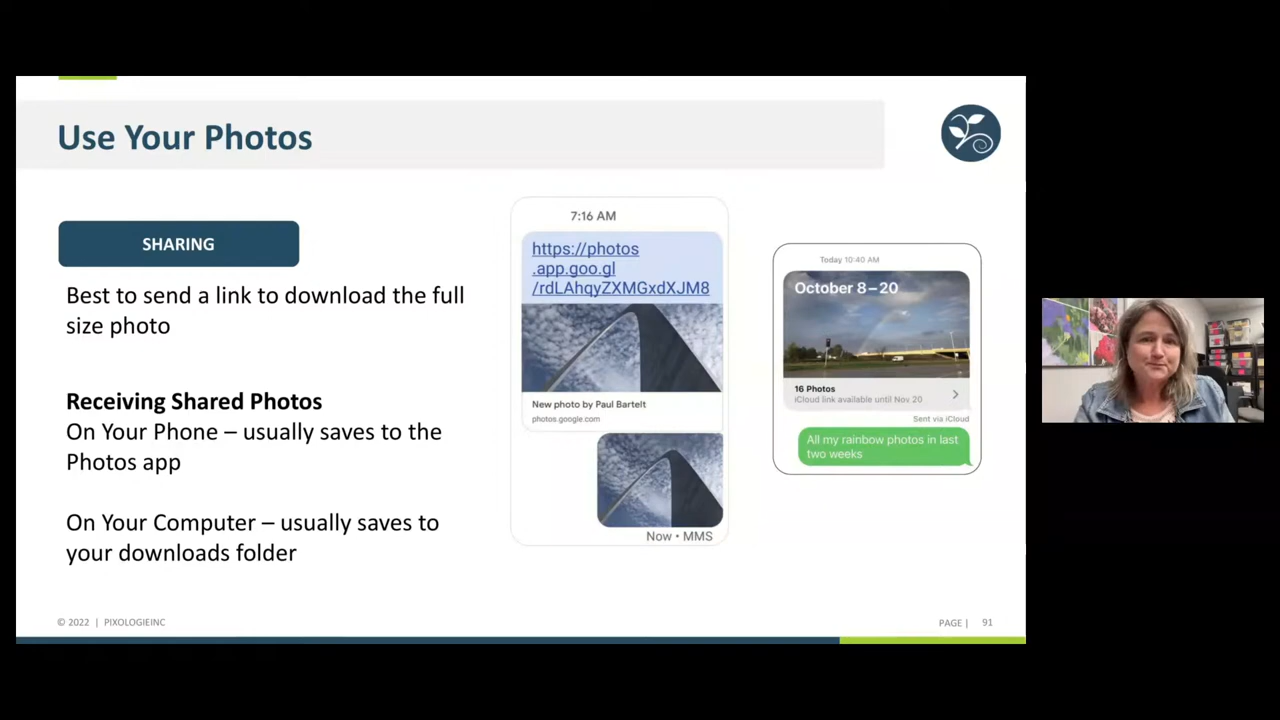 Use Your Photos
SHARING
Best to send a link to download the full
size photo
Receiving Shared Photos
On Your Phone – usually saves to the
Photos app
On Your Computer – usually saves to
your downloads folder
7:16 AM
https://photos
.app.goo.gl
/rdLAhqyZXMGxdXJM8
New photo by Paul Bartelt
photos.google.com
Now • MMS
Today 10:40 AM
October 8–20
16 Photos
iCloud link available until Nov 20
Sent via iCloud
All my rainbow photos in last
two weeks
© 2022 | PIXOLOGIEINC
PAGE | 91